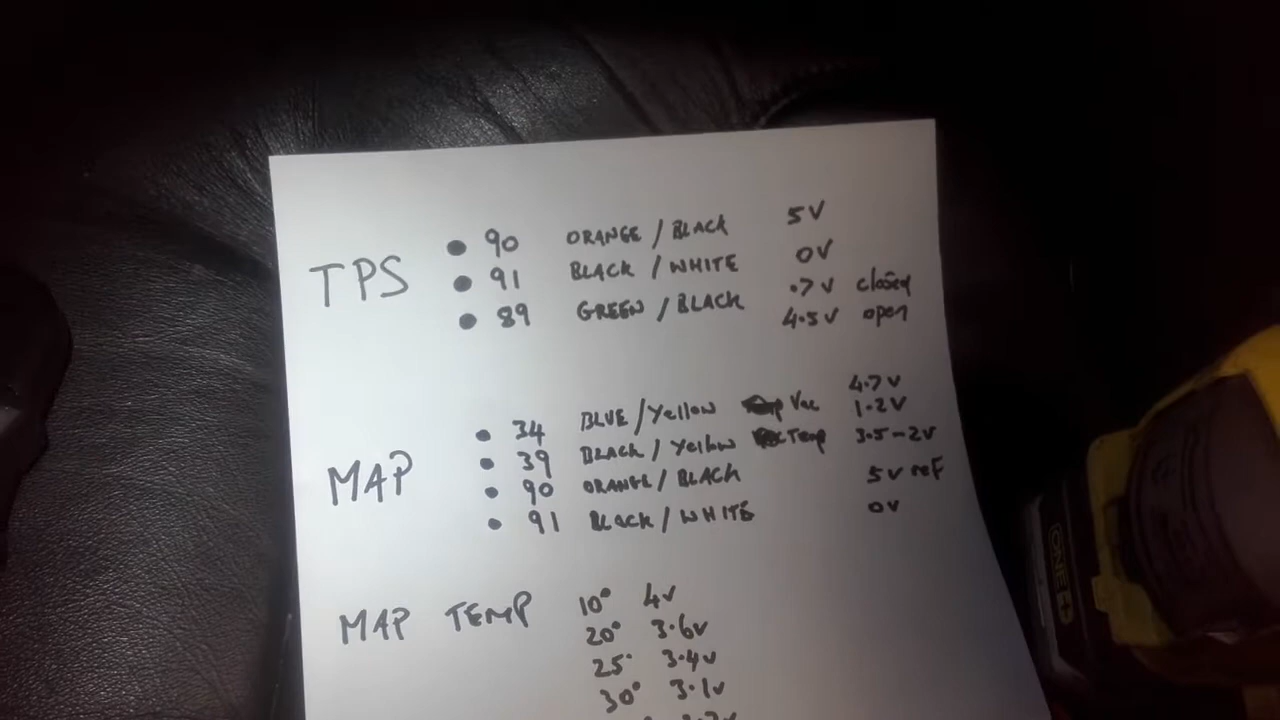 TPS
• 90 ORANGE / BLACK 5V
• 91 BLACK / WHITE 0V
• 89 GREEN / BLACK .7V closed
4.5V open
MAP
4.7V
• 34 BLUE / Yellow Vac 1.2V
• 39 BLACK / Yellow Temp 3.5-2V
• 90 ORANGE / BLACK 5V ref
• 91 BLACK / WHITE 0V
MAP TEMP 10° 4V
20° 3.6V
25° 3.4V
30° 3.1V
ONE+